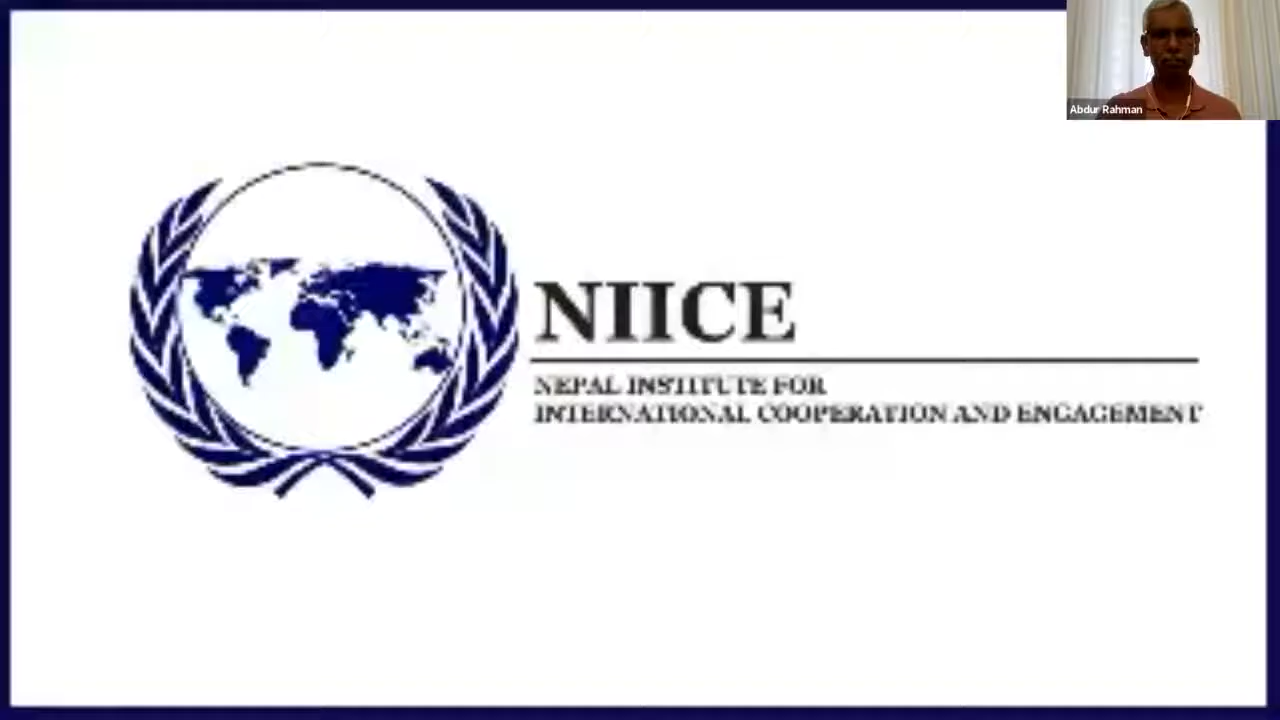 Abdur Rahman
NIICE
NEPAL INSTITUTE FOR
INTERNATIONAL COOPERATION AND ENGAGEMENT